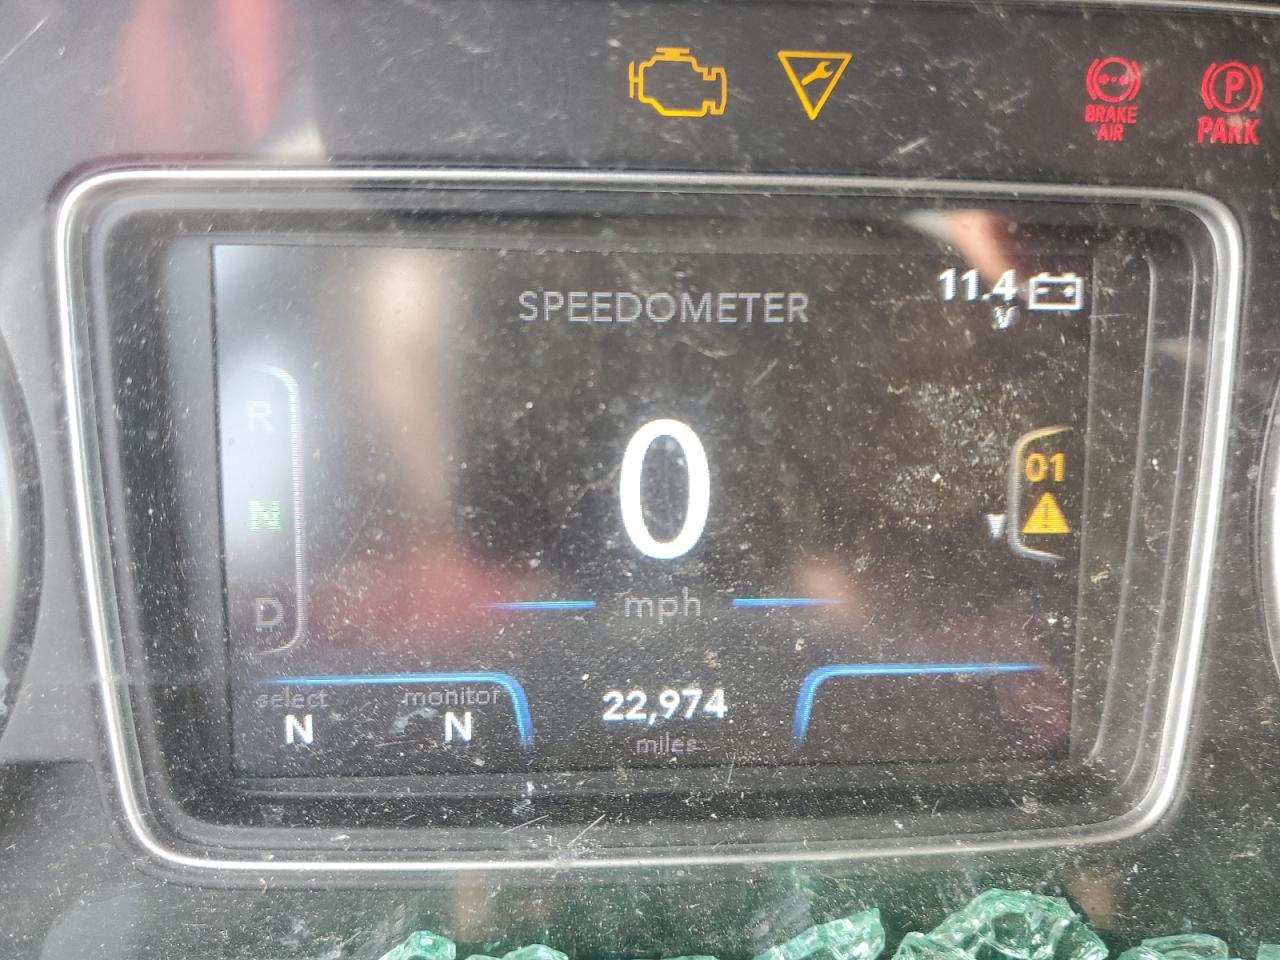 BRAKE
AIR
P
PARK
SPEEDOMETER
11.4
V
R
N
D
0
mph
01
select
N
monitor
N
22,974
miles